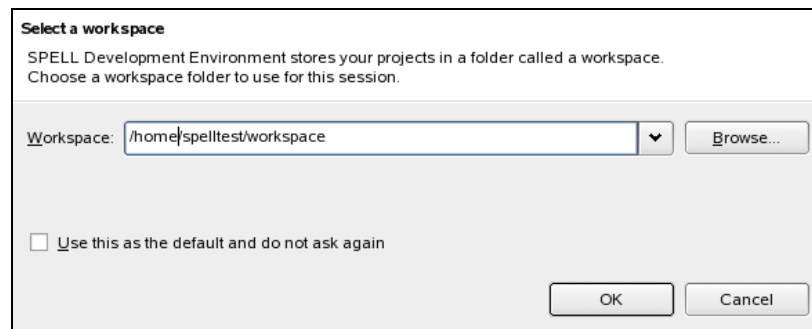 Select a workspace
SPELL Development Environment stores your projects in a folder called a workspace.
Choose a workspace folder to use for this session.
Workspace: /home/spelltest/workspace Browse...
Use this as the default and do not ask again
OK Cancel